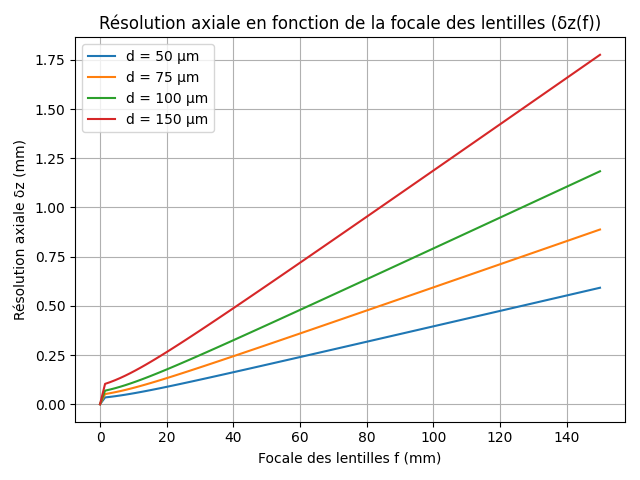 Résolution axiale en fonction de la focale des lentilles (δz(f))
d = 50 µm
d = 75 µm
d = 100 µm
d = 150 µm
Résolution axiale δz (mm)
1.75
1.50
1.25
1.00
0.75
0.50
0.25
0.00
0 20 40 60 80 100 120 140
Focale des lentilles f (mm)